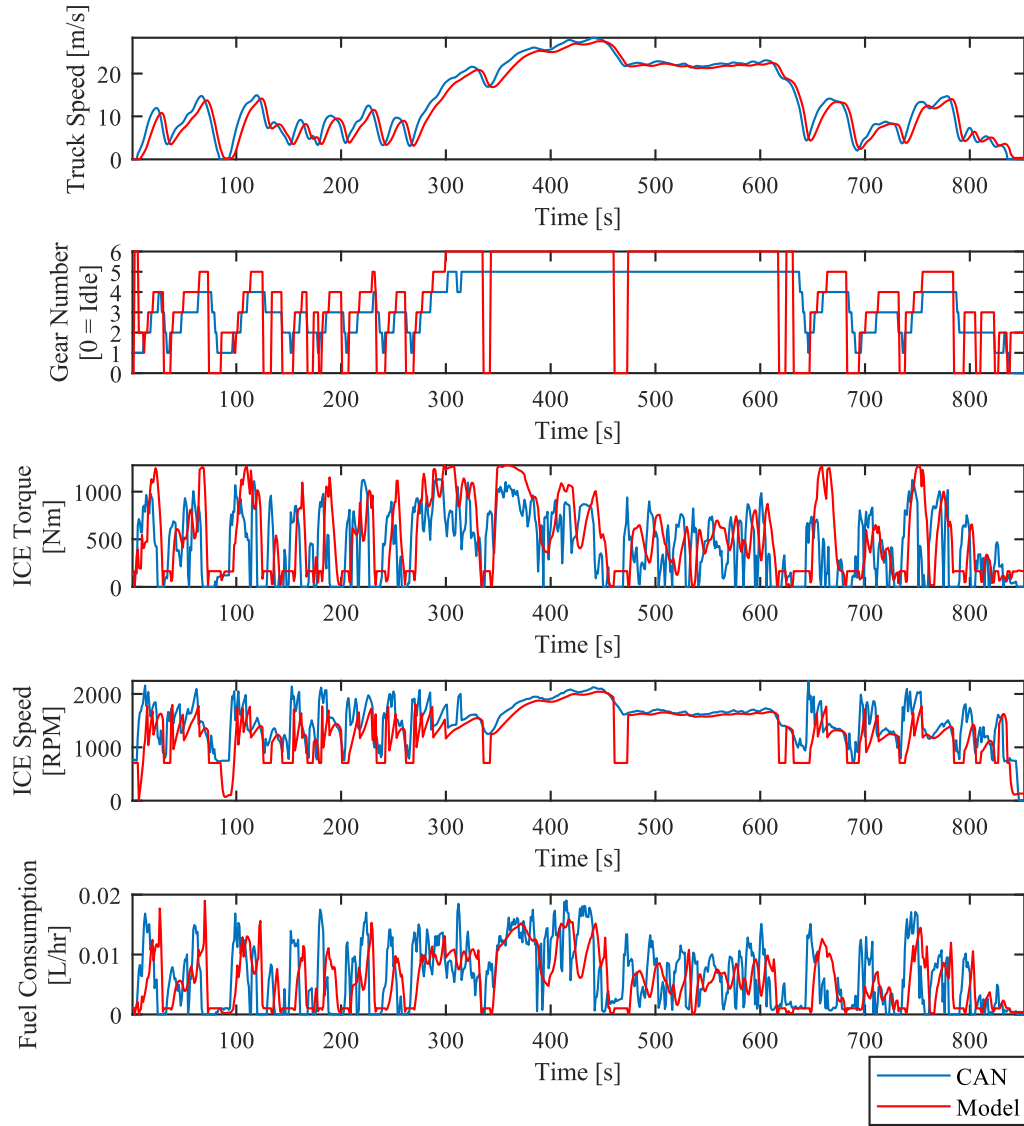 Truck Speed [m/s]
20
10
0
100 200 300 400 500 600 700 800
Time [s]
Gear Number
[0 = Idle]
6
5
4
3
2
1
0
100 200 300 400 500 600 700 800
Time [s]
ICE Torque
[Nm]
1000
500
0
100 200 300 400 500 600 700 800
Time [s]
ICE Speed
[RPM]
2000
1000
0
100 200 300 400 500 600 700 800
Time [s]
Fuel Consumption
[L/hr]
0.02
0.01
0
100 200 300 400 500 600 700 800
Time [s]
CAN
Model